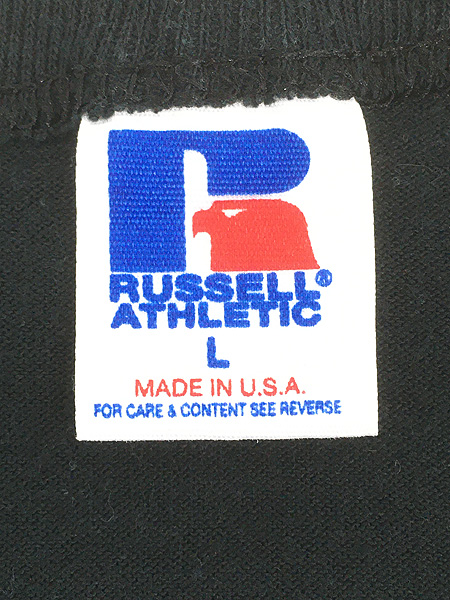 RUSSELL®
ATHLETIC
L
MADE IN U.S.A.
FOR CARE & CONTENT SEE REVERSE